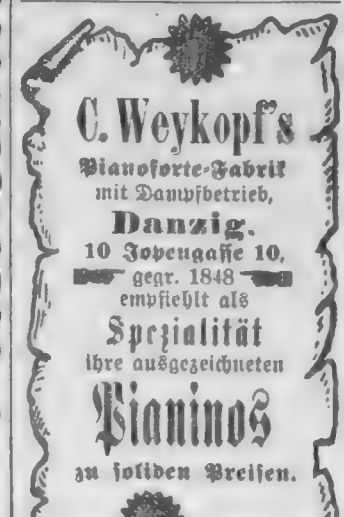 C. Weykopf's
Pianoforte-Fabrik
mit Dampfbetrieb,
Danzig.
10 Jopengasse 10,
gegr. 1848
empfiehlt als
Spezialität
ihre ausgezeichneten
Pianinos
zu soliden Preisen.